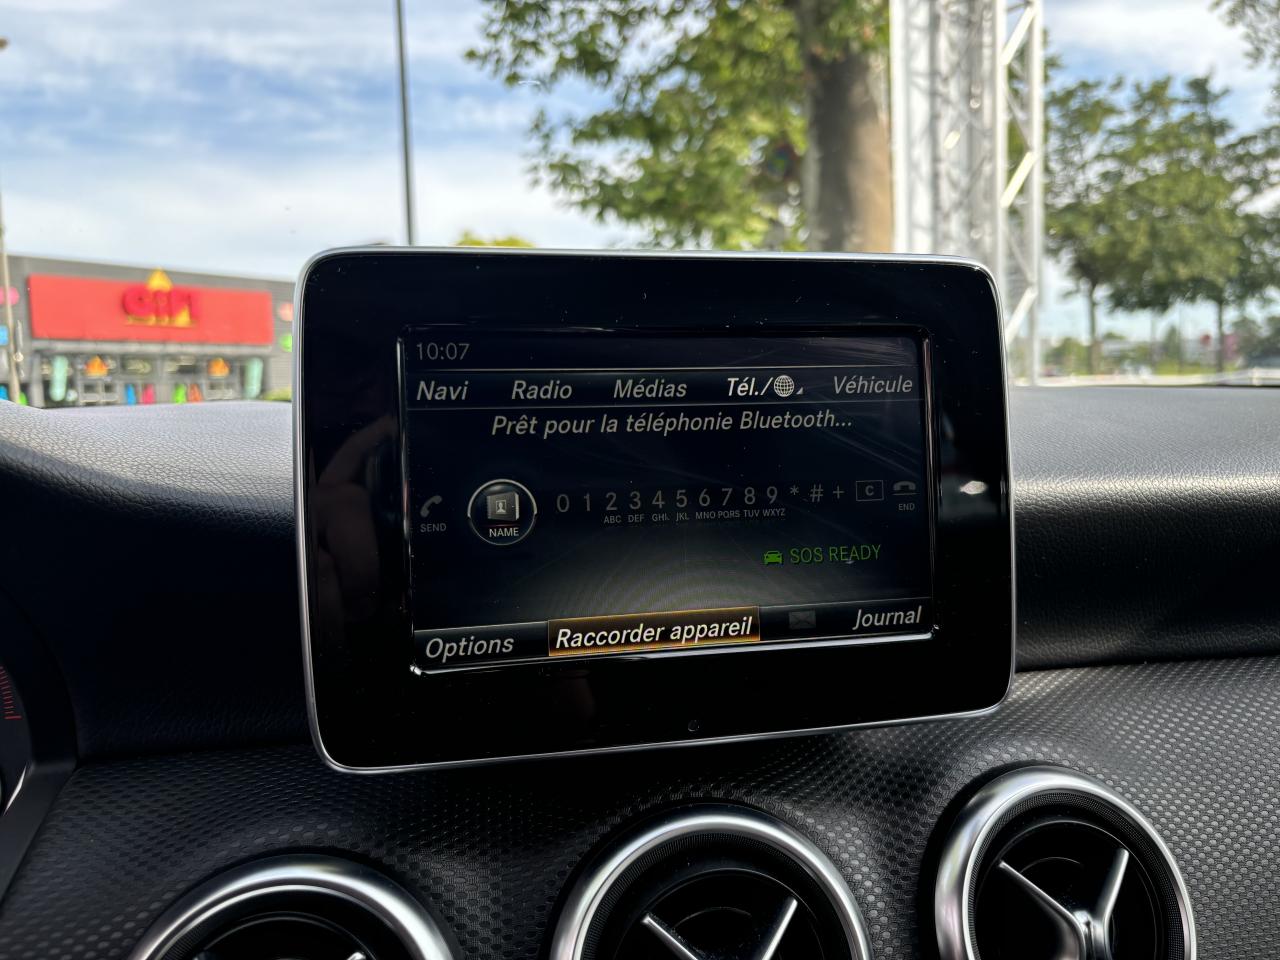 10:07
Navi Radio Médias Tél./ Véhicule
Prêt pour la téléphonie Bluetooth...
SEND NAME 0 1 2 3 4 5 6 7 8 9 * # + C END
ABC DEF GHI JKL MNO PQRS TUV WXYZ
SOS READY
Options Raccorder appareil Journal